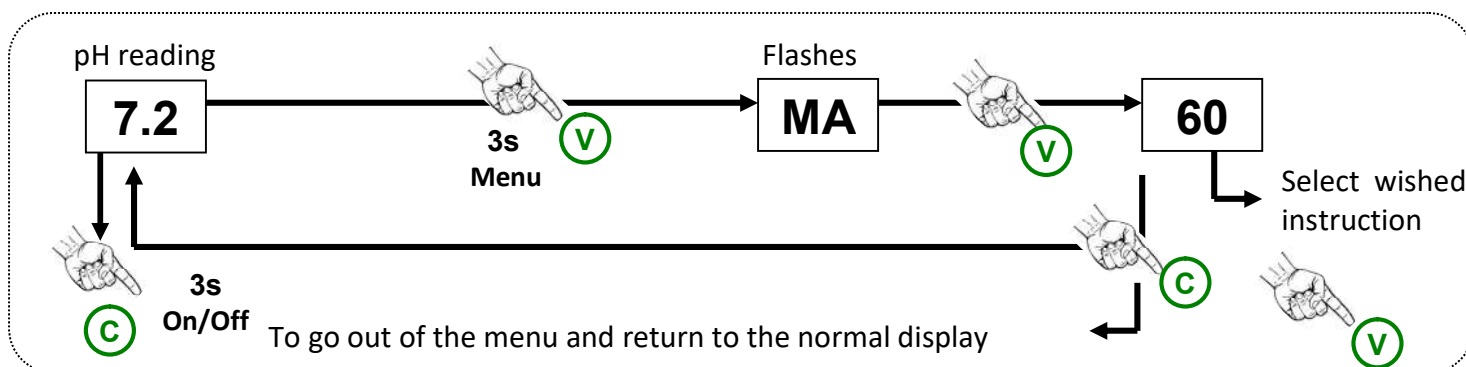 pH reading
7.2
3s
Menu
V
Flashes
MA
V
60
Select wished
instruction
V
C
3s
On/Off
C
To go out of the menu and return to the normal display